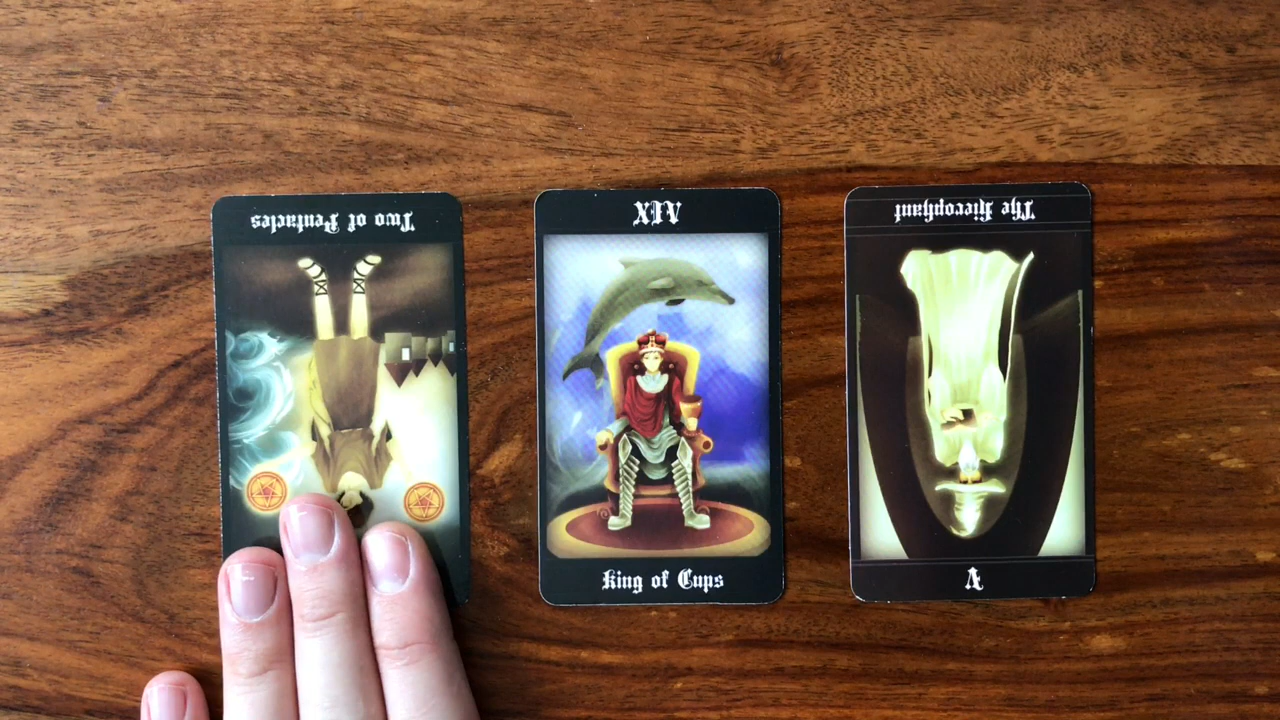 Two of Pentacles
XIV
King of Cups
The Hierophant
V